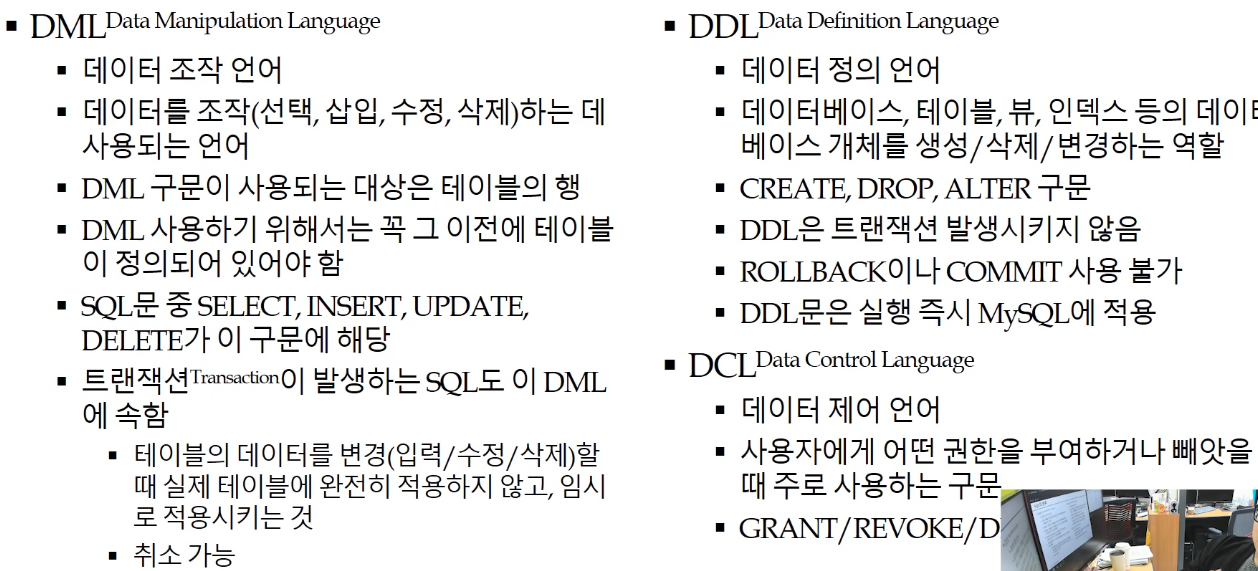 ▪ DML Data Manipulation Language
▪ 데이터 조작 언어
▪ 데이터를 조작(선택, 삽입, 수정, 삭제)하는 데
사용되는 언어
▪ DML 구문이 사용되는 대상은 테이블의 행
▪ DML 사용하기 위해서는 꼭 그 이전에 테이블
이 정의되어 있어야 함
▪ SQL문 중 SELECT, INSERT, UPDATE,
DELETE가 이 구문에 해당
▪ 트랜잭션Transaction이 발생하는 SQL도 이 DML
에 속함
▪ 테이블의 데이터를 변경(입력/수정/삭제)할
때 실제 테이블에 완전히 적용하지 않고, 임시
로 적용시키는 것
▪ 취소 가능
▪ DDL Data Definition Language
▪ 데이터 정의 언어
▪ 데이터베이스, 테이블, 뷰, 인덱스 등의 데이터
베이스 개체를 생성/삭제/변경하는 역할
▪ CREATE, DROP, ALTER 구문
▪ DDL은 트랜잭션 발생시키지 않음
▪ ROLLBACK이나 COMMIT 사용 불가
▪ DDL문은 실행 즉시 MySQL에 적용
▪ DCL Data Control Language
▪ 데이터 제어 언어
▪ 사용자에게 어떤 권한을 부여하거나 빼앗을
때 주로 사용하는 구문
▪ GRANT/REVOKE/D